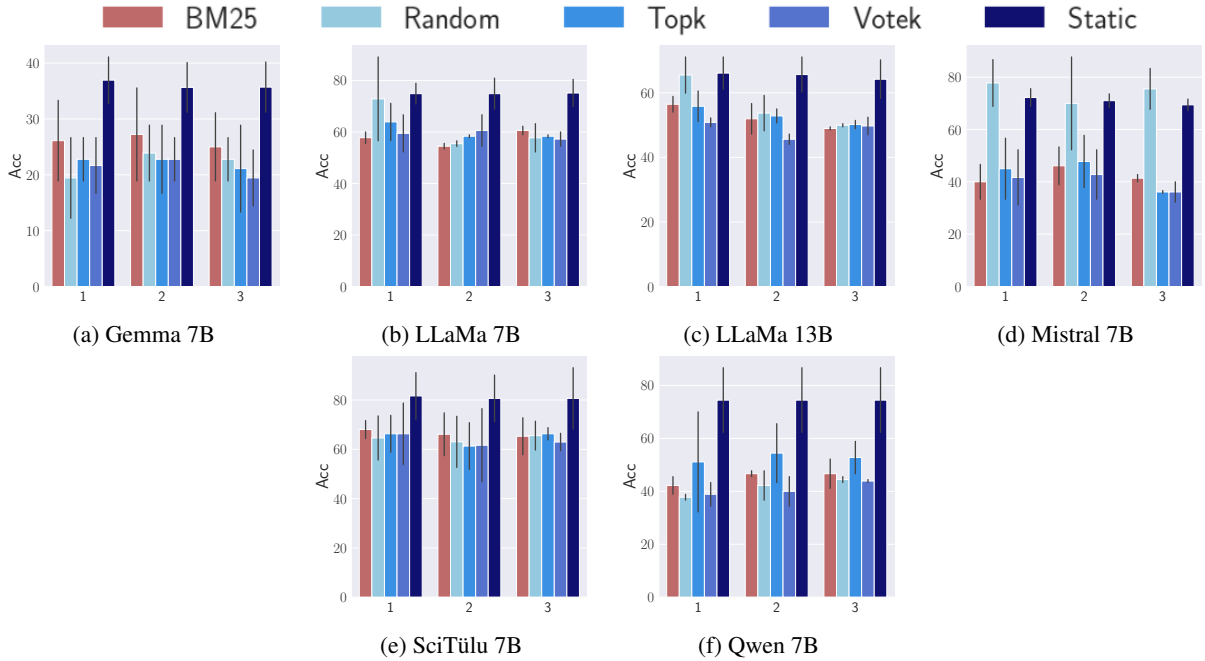 BM25 Random Topk Votek Static
Acc
40
30
20
10
0
1 2 3
(a) Gemma 7B
Acc
80
60
40
20
0
1 2 3
(b) LLaMa 7B
Acc
60
40
20
0
1 2 3
(c) LLaMa 13B
Acc
80
60
40
20
0
1 2 3
(d) Mistral 7B
Acc
80
60
40
20
0
1 2 3
(e) SciTülu 7B
Acc
80
60
40
20
0
1 2 3
(f) Qwen 7B